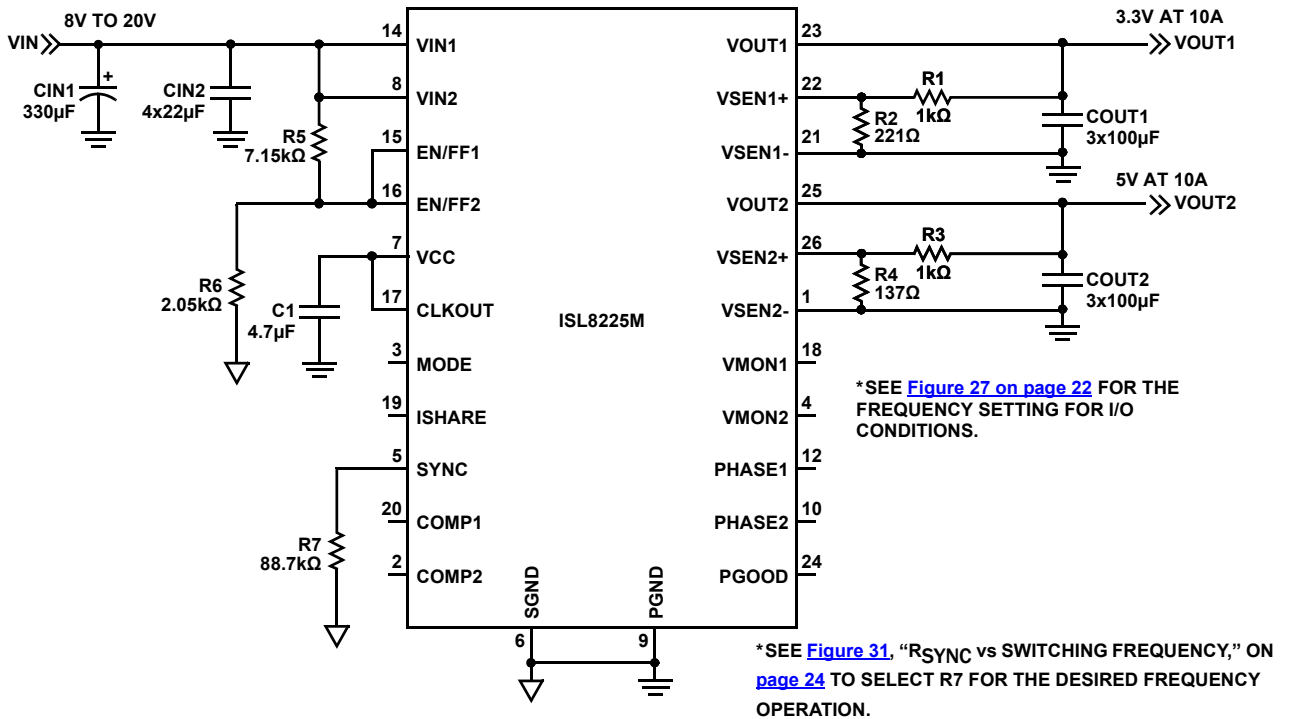 8V TO 20V
VIN
CIN1
330µF
+
CIN2
4x22µF
R5
7.15kΩ
R6
2.05kΩ
C1
4.7µF
R7
88.7kΩ
14 VIN1
8 VIN2
15 EN/FF1
16 EN/FF2
7 VCC
17 CLKOUT
3 MODE
19 ISHARE
5 SYNC
20 COMP1
2 COMP2
ISL8225M
SGND
6
PGND
9
VOUT1 23
VSEN1+ 22
VSEN1- 21
VOUT2 25
VSEN2+ 26
VSEN2- 1
VMON1 18
VMON2 4
PHASE1 12
PHASE2 10
PGOOD 24
3.3V AT 10A
VOUT1
R1
1kΩ
R2
221Ω
COUT1
3x100µF
5V AT 10A
VOUT2
R3
1kΩ
R4
137Ω
COUT2
3x100µF
*SEE Figure 27 on page 22 FOR THE
FREQUENCY SETTING FOR I/O
CONDITIONS.
*SEE Figure 31, “RSYNC vs SWITCHING FREQUENCY,” ON
page 24 TO SELECT R7 FOR THE DESIRED FREQUENCY
OPERATION.